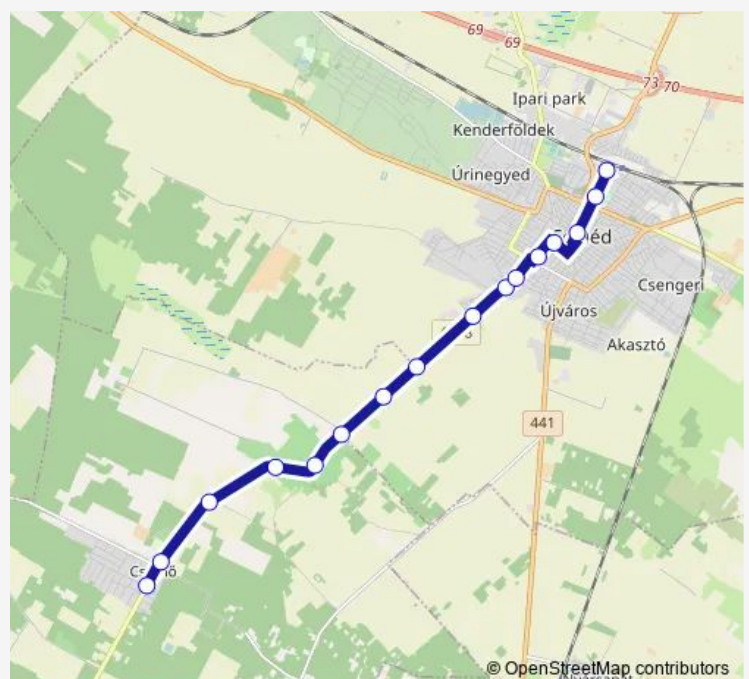 69
69
73
70
Ipari park
Kenderföldek
Úrinegyed
Csengeri
Újváros
Akasztó
441
© OpenStreetMap contributors